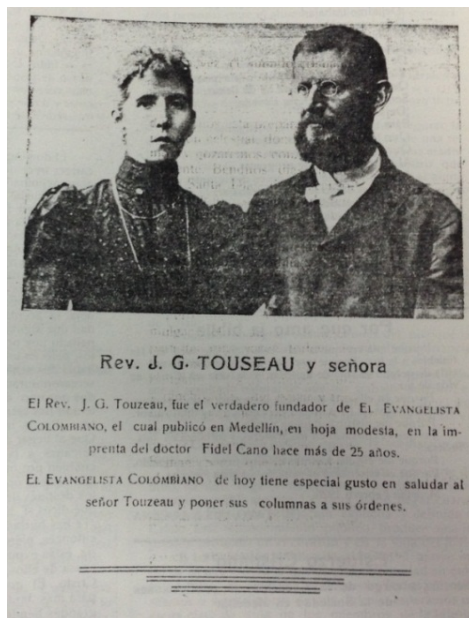 Rev. J. G. TOUSEAU y señora
El Rev. J. G. Touzeau, fue el verdadero fundador de EL EVANGELISTA
COLOMBIANO, el cual publicó en Medellín, en hoja modesta, en la im-
prenta del doctor Fidel Cano hace más de 25 años.
EL EVANGELISTA COLOMBIANO de hoy tiene especial gusto en saludar al
señor Touzeau y poner sus columnas a sus órdenes.